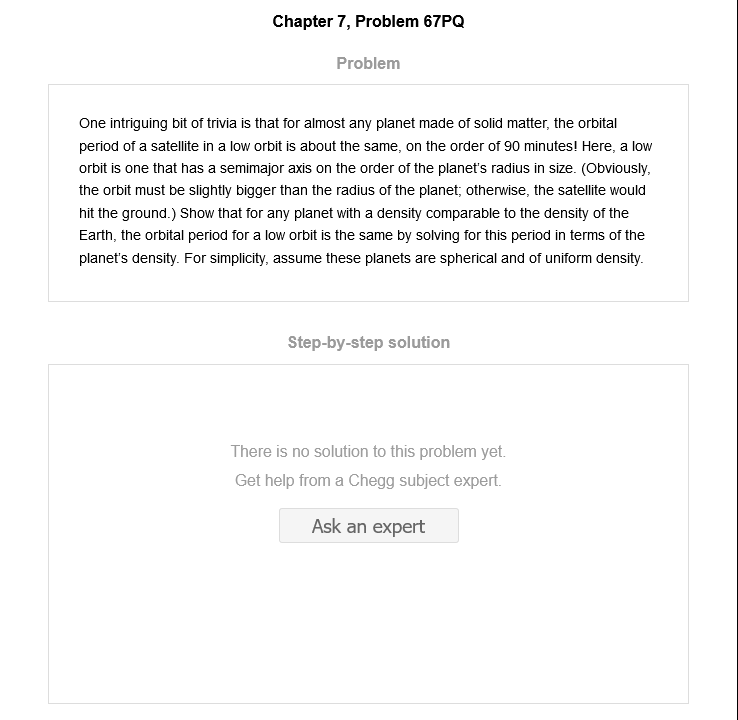 Chapter 7, Problem 67PQ
Problem
One intriguing bit of trivia is that for almost any planet made of solid matter, the orbital
period of a satellite in a low orbit is about the same, on the order of 90 minutes! Here, a low
orbit is one that has a semimajor axis on the order of the planet's radius in size. (Obviously,
the orbit must be slightly bigger than the radius of the planet; otherwise, the satellite would
hit the ground.) Show that for any planet with a density comparable to the density of the
Earth, the orbital period for a low orbit is the same by solving for this period in terms of the
planet's density. For simplicity, assume these planets are spherical and of uniform density.
Step-by-step solution
There is no solution to this problem yet.
Get help from a Chegg subject expert.
Ask an expert